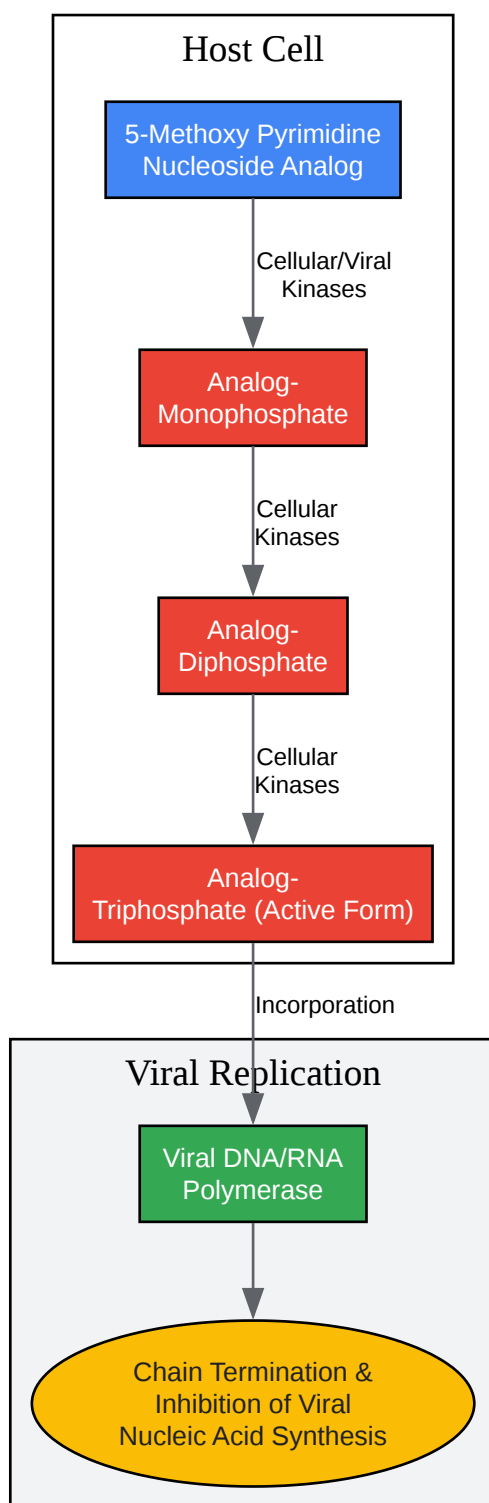 Host Cell
5-Methoxy Pyrimidine
Nucleoside Analog
Cellular/Viral
Kinases
Analog-
Monophosphate
Cellular
Kinases
Analog-
Diphosphate
Cellular
Kinases
Analog-
Triphosphate (Active Form)
Incorporation
Viral Replication
Viral DNA/RNA
Polymerase
Chain Termination &
Inhibition of Viral
Nucleic Acid Synthesis